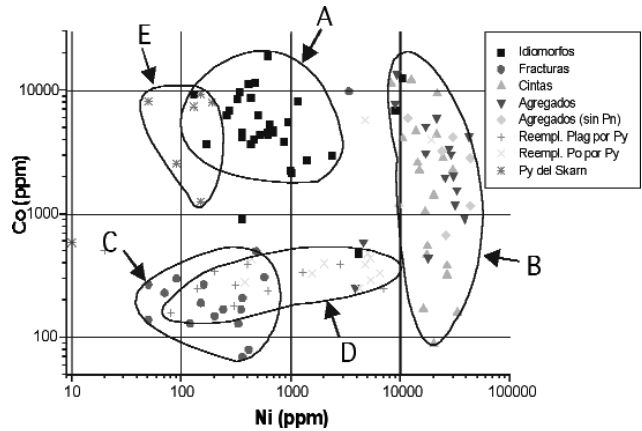 E
A
C
D
B
Co (ppm)
10000
1000
100
10
100
1000
10000
100000
Ni (ppm)
Idiomorfos
Fracturas
Cintas
Agregados
Agregados (sin Pn)
Reempl. Plag por Py
Reempl. Po por Py
Py del Skarn